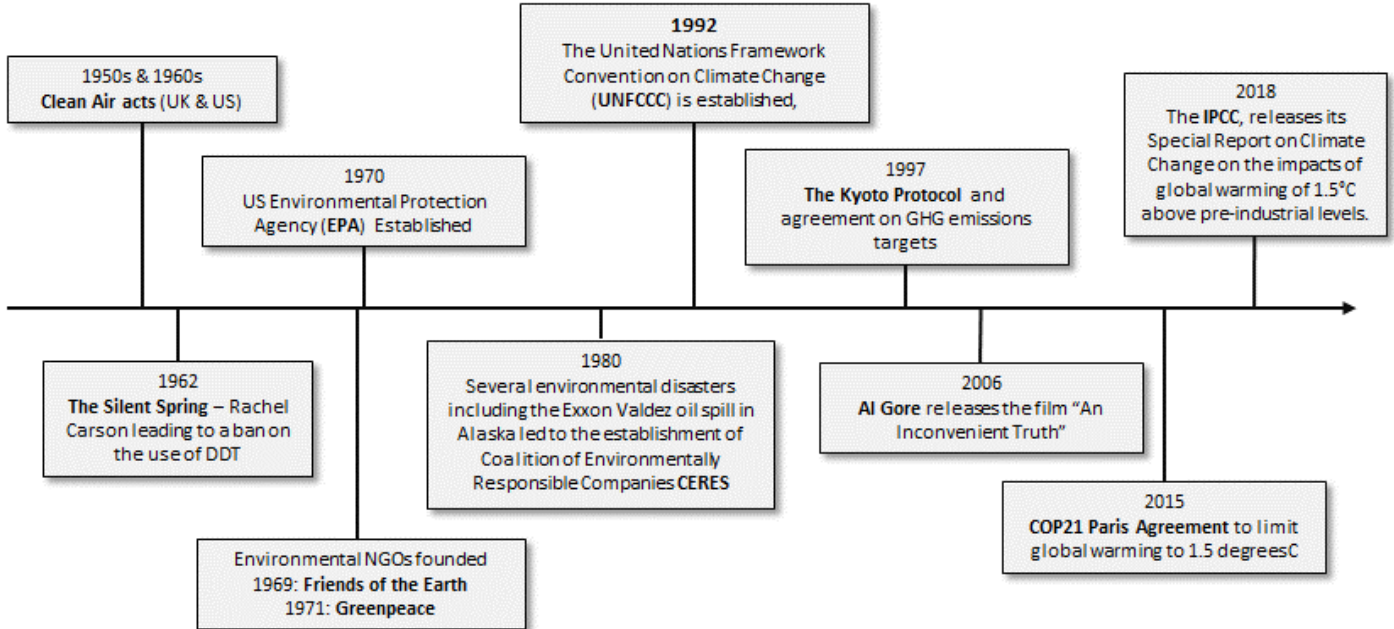 1950s & 1960s
Clean Air acts (UK & US)
1962
The Silent Spring – Rachel
Carson leading to a ban on
the use of DDT
1970
US Environmental Protection
Agency (EPA) Established
Environmental NGOs founded
1969: Friends of the Earth
1971: Greenpeace
1980
Several environmental disasters
including the Exxon Valdez oil spill in
Alaska led to the establishment of
Coalition of Environmentally
Responsible Companies CERES
1992
The United Nations Framework
Convention on Climate Change
(UNFCCC) is established,
1997
The Kyoto Protocol and
agreement on GHG emissions
targets
2006
Al Gore releases the film “An
Inconvenient Truth”
2015
COP21 Paris Agreement to limit
global warming to 1.5 degreesC
2018
The IPCC, releases its
Special Report on Climate
Change on the impacts of
global warming of 1.5°C
above pre-industrial levels.